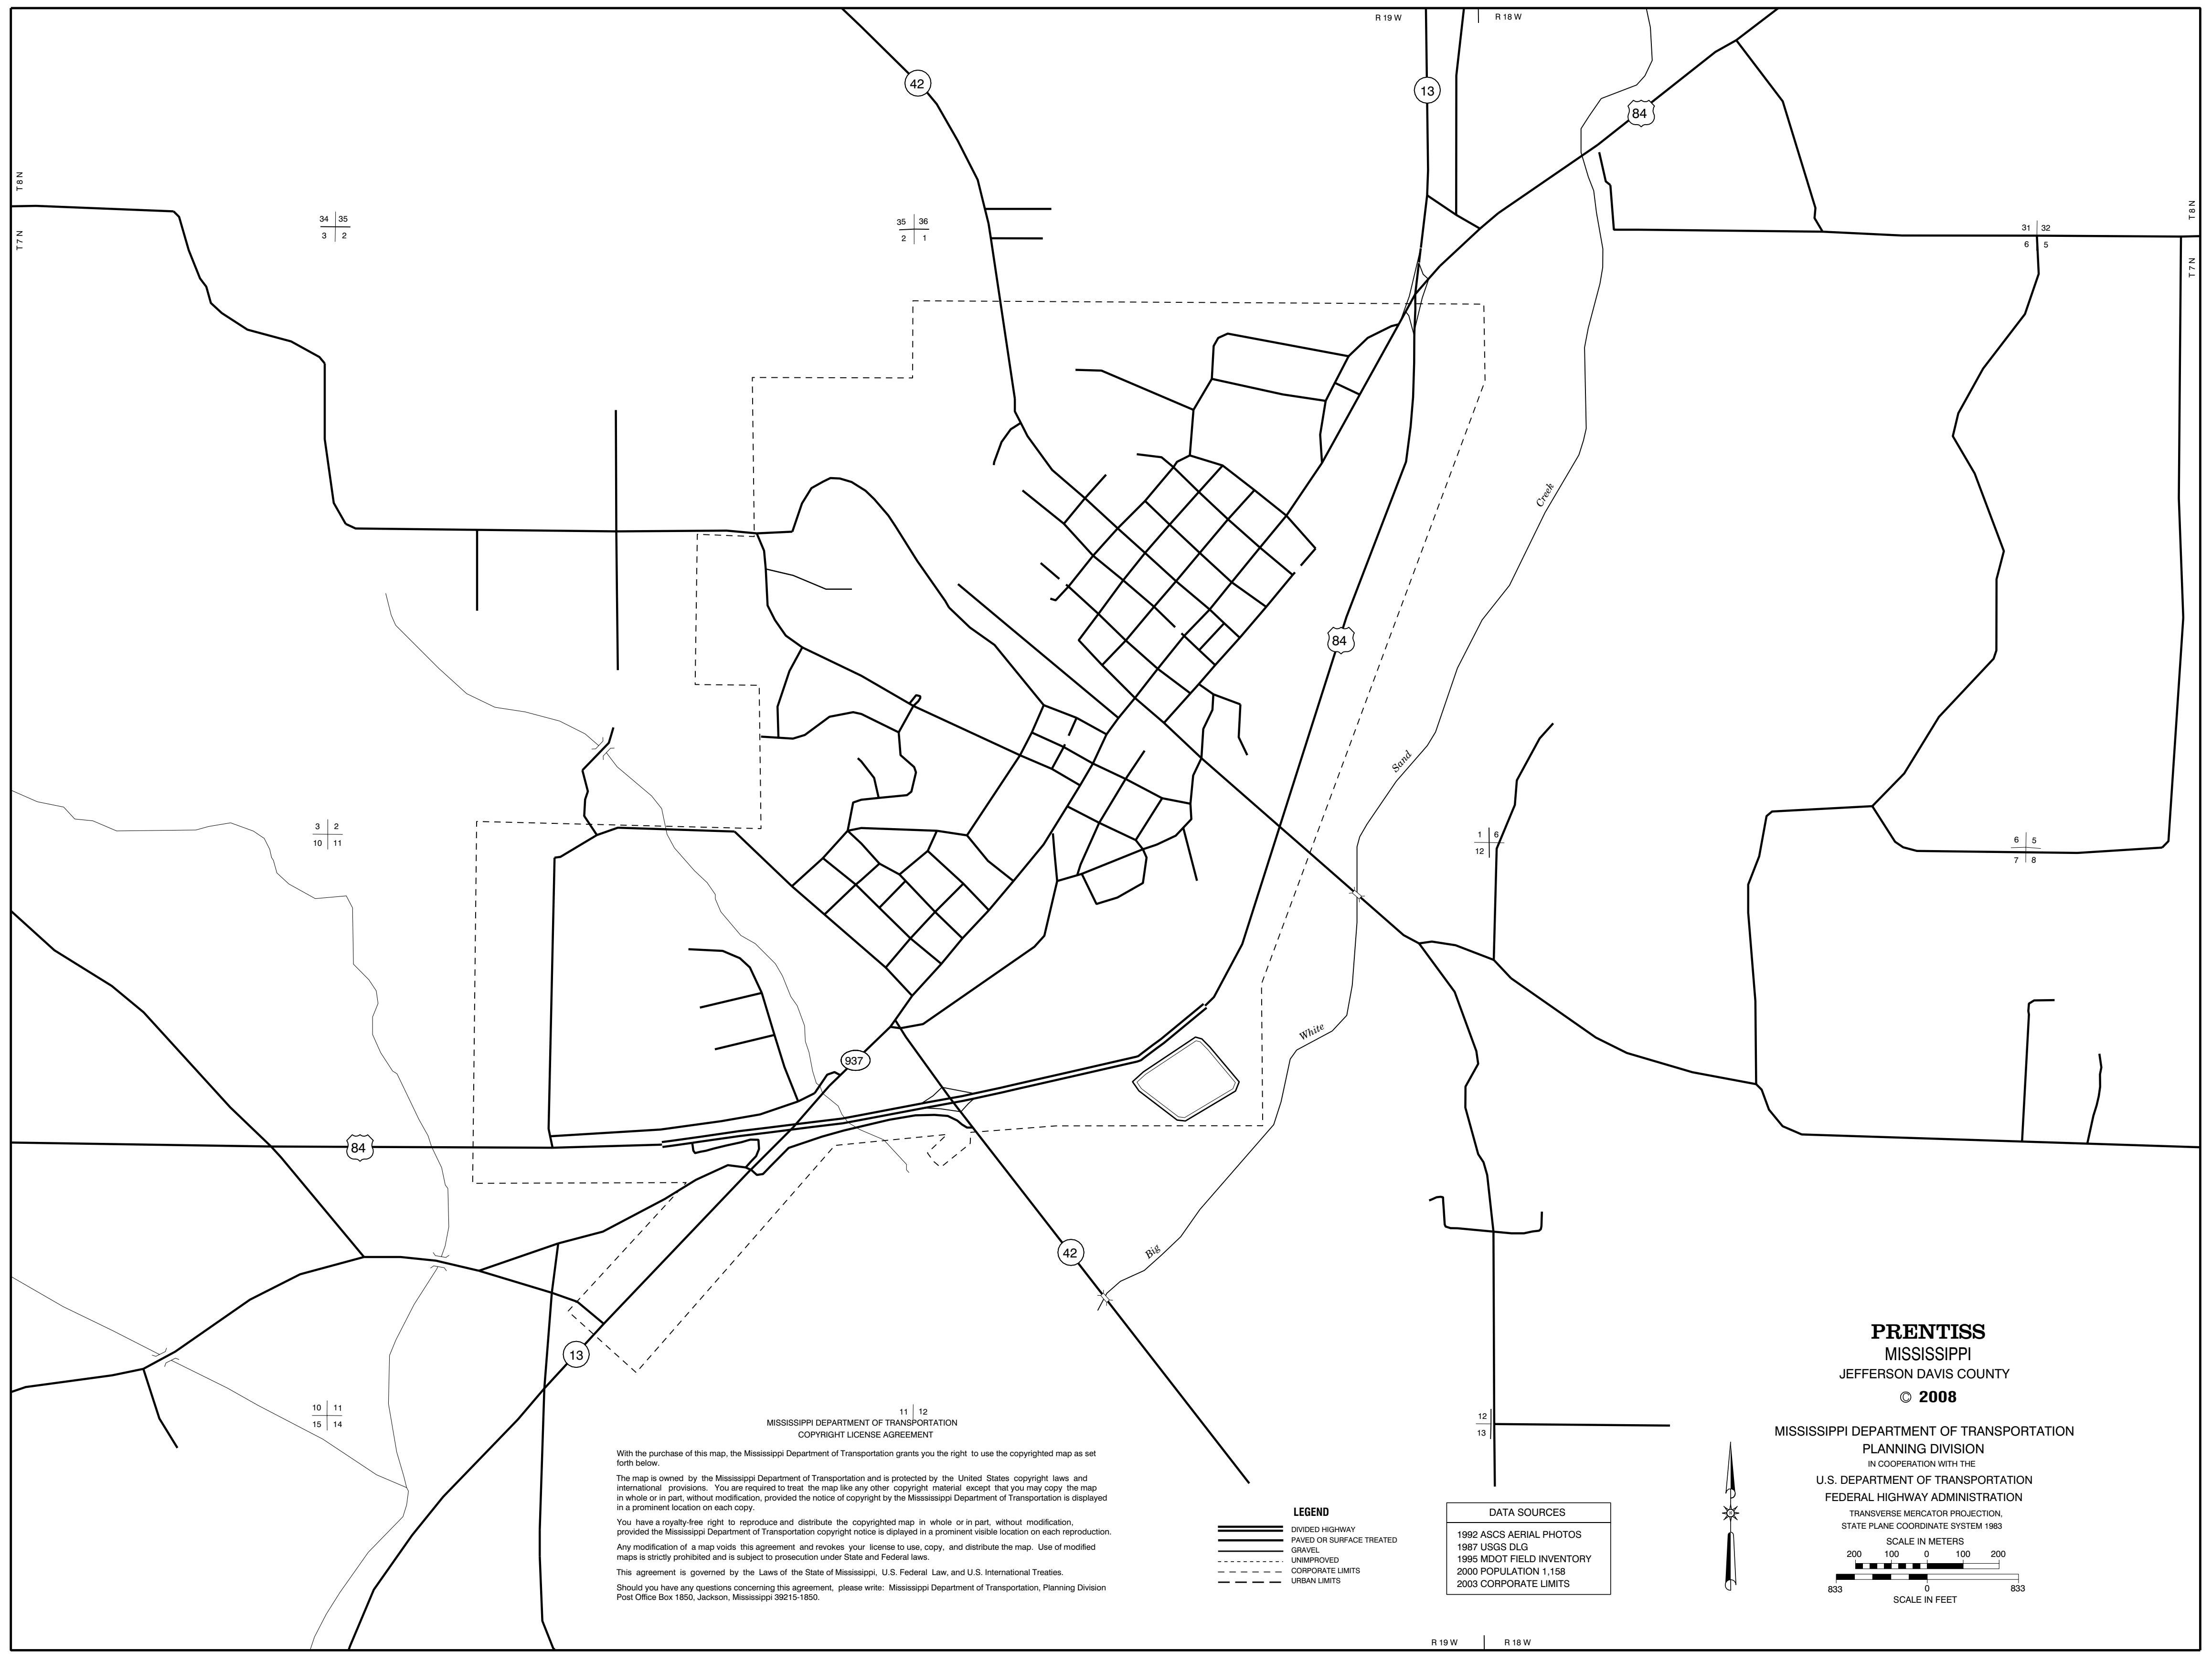 R 19 W
R 18 W
42
13
84
T 8 N
T 7 N
34 35
3 2
35 36
2 1
T 8 N
T 7 N
31 32
6 5
Creek
84
Sand
3 2
10 11
1 6
12
6 5
7 8
White
937
84
42
Big
13
10 11
15 14
11 12
12
13
MISSISSIPPI DEPARTMENT OF TRANSPORTATION
COPYRIGHT LICENSE AGREEMENT
With the purchase of this map, the Mississippi Department of Transportation grants you the right to use the copyrighted map as set
forth below.
The map is owned by the Mississippi Department of Transportation and is protected by the United States copyright laws and
international provisions. You are required to treat the map like any other copyright material except that you may copy the map
in whole or in part, without modification, provided the notice of copyright by the Misssissippi Department of Transportation is displayed
in a prominent location on each copy.
You have a royalty-free right to reproduce and distribute the copyrighted map in whole or in part, without modification,
provided the Mississippi Department of Transportation copyright notice is diplayed in a prominent visible location on each reproduction.
Any modification of a map voids this agreement and revokes your license to use, copy, and distribute the map. Use of modified
maps is strictly prohibited and is subject to prosecution under State and Federal laws.
This agreement is governed by the Laws of the State of Mississippi, U.S. Federal Law, and U.S. International Treaties.
Should you have any questions concerning this agreement, please write: Mississippi Department of Transportation, Planning Division
Post Office Box 1850, Jackson, Mississippi 39215-1850.
LEGEND
DIVIDED HIGHWAY
PAVED OR SURFACE TREATED
GRAVEL
UNIMPROVED
CORPORATE LIMITS
URBAN LIMITS
DATA SOURCES
1992 ASCS AERIAL PHOTOS
1987 USGS DLG
1995 MDOT FIELD INVENTORY
2000 POPULATION 1,158
2003 CORPORATE LIMITS
PRENTISS
MISSISSIPPI
JEFFERSON DAVIS COUNTY
© 2008
MISSISSIPPI DEPARTMENT OF TRANSPORTATION
PLANNING DIVISION
IN COOPERATION WITH THE
U.S. DEPARTMENT OF TRANSPORTATION
FEDERAL HIGHWAY ADMINISTRATION
TRANSVERSE MERCATOR PROJECTION,
STATE PLANE COORDINATE SYSTEM 1983
SCALE IN METERS
200 100 0 100 200
833 0 833
SCALE IN FEET
R 19 W
R 18 W